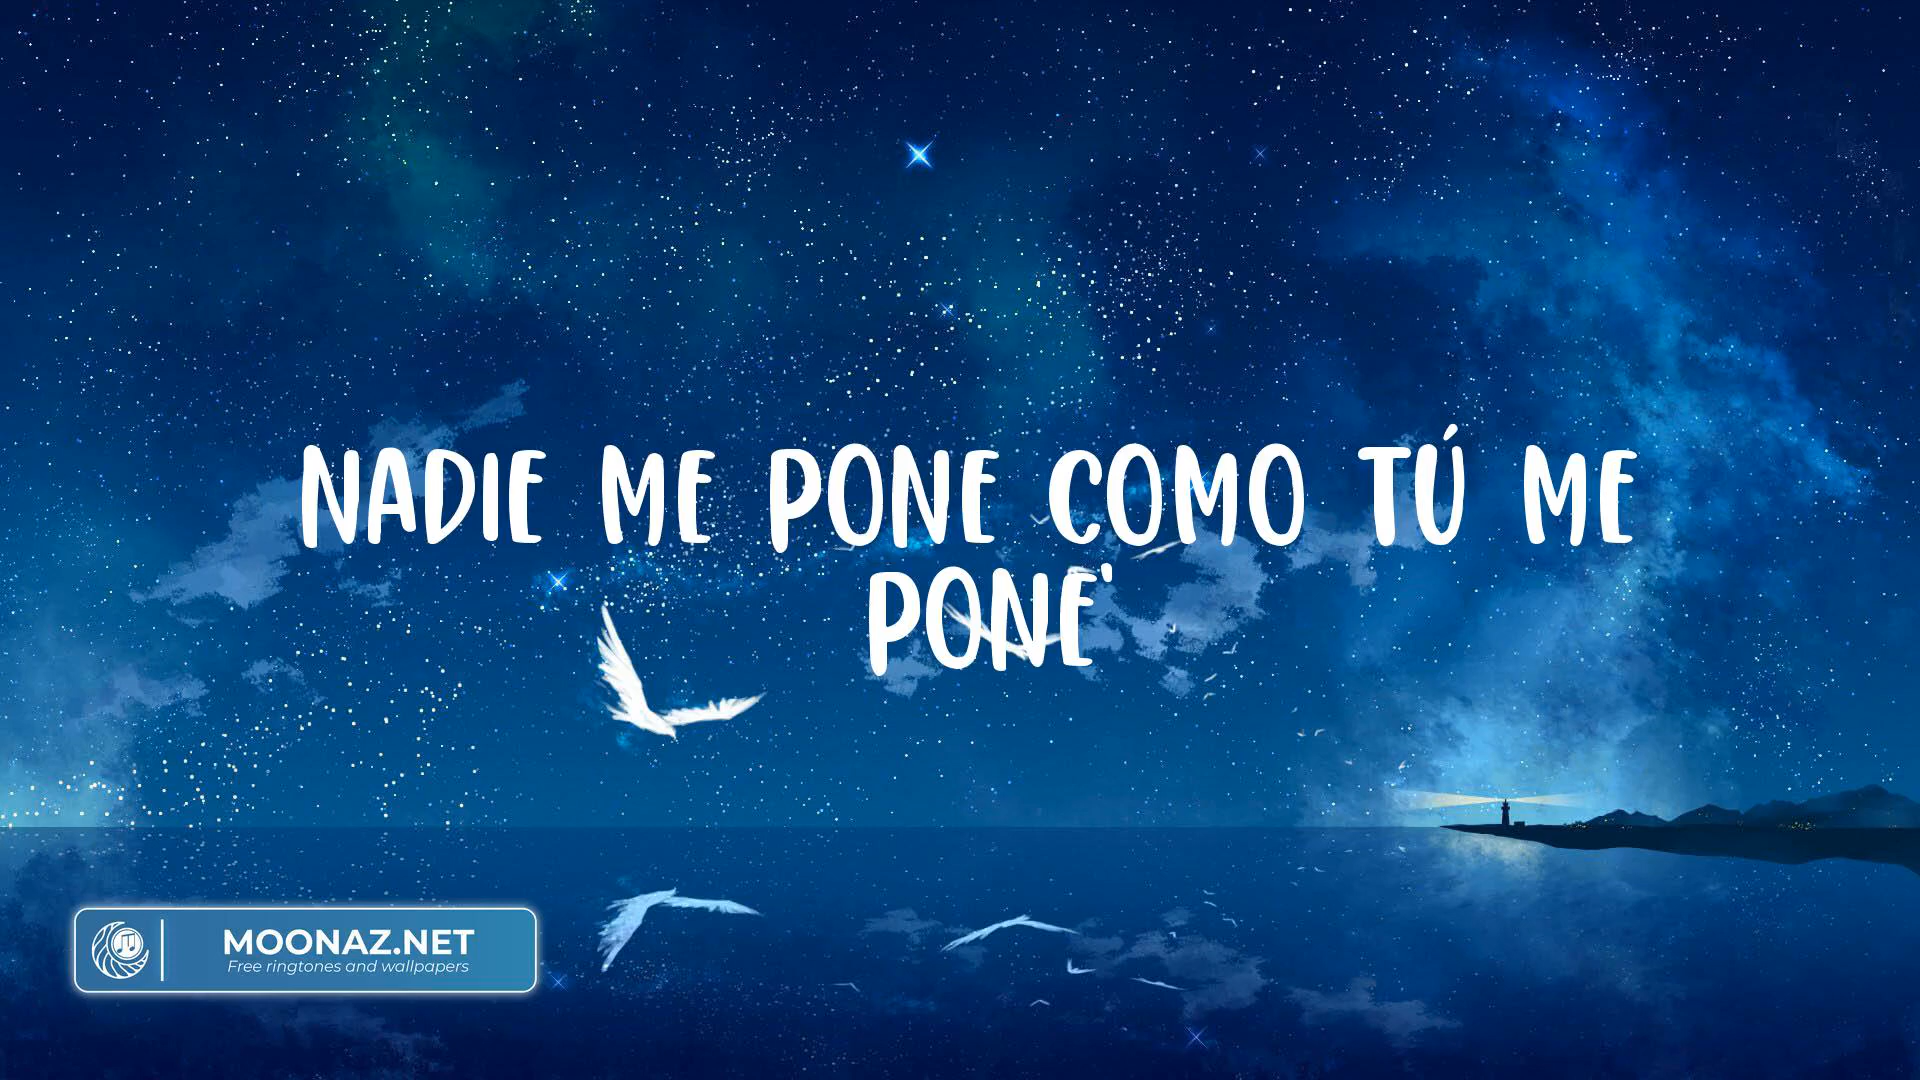 NADIE ME PONE COMO TÚ ME
PONE'
MOONAZ.NET
Free ringtones and wallpapers